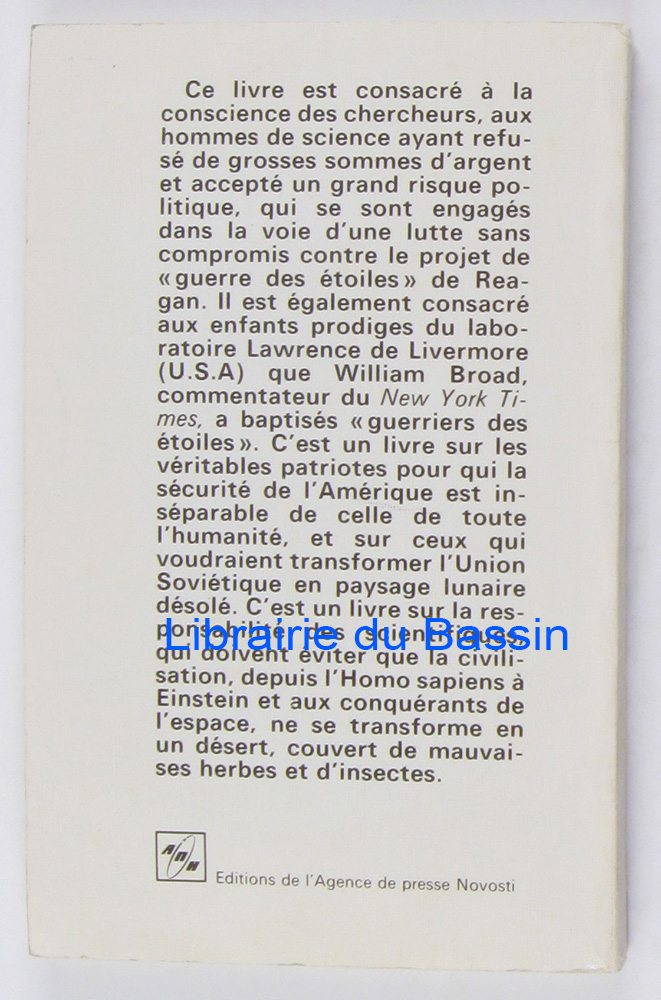 Ce livre est consacré à la
conscience des chercheurs, aux
hommes de science ayant refu-
sé de grosses sommes d'argent
et accepté un grand risque po-
litique, qui se sont engagés
dans la voie d'une lutte sans
compromis contre le projet de
«guerre des étoiles» de Rea-
gan. Il est également consacré
aux enfants prodiges du labo-
ratoire Lawrence de Livermore
(U.S.A) que William Broad,
commentateur du New York Ti-
mes, a baptisés «guerriers des
étoiles». C'est un livre sur les
véritables patriotes pour qui la
sécurité de l'Amérique est in-
séparable de celle de toute
l'humanité, et sur ceux qui
voudraient transformer l'Union
Soviétique en paysage lunaire
désolé. C'est un livre sur la res-
ponsabilité des scientifiques,
Librairie du Bassin
qui doivent éviter que la civili-
sation, depuis l'Homo sapiens à
Einstein et aux conquérants de
l'espace, ne se transforme en
un désert, couvert de mauvai-
ses herbes et d'insectes.
АПН
Editions de l'Agence de presse Novosti